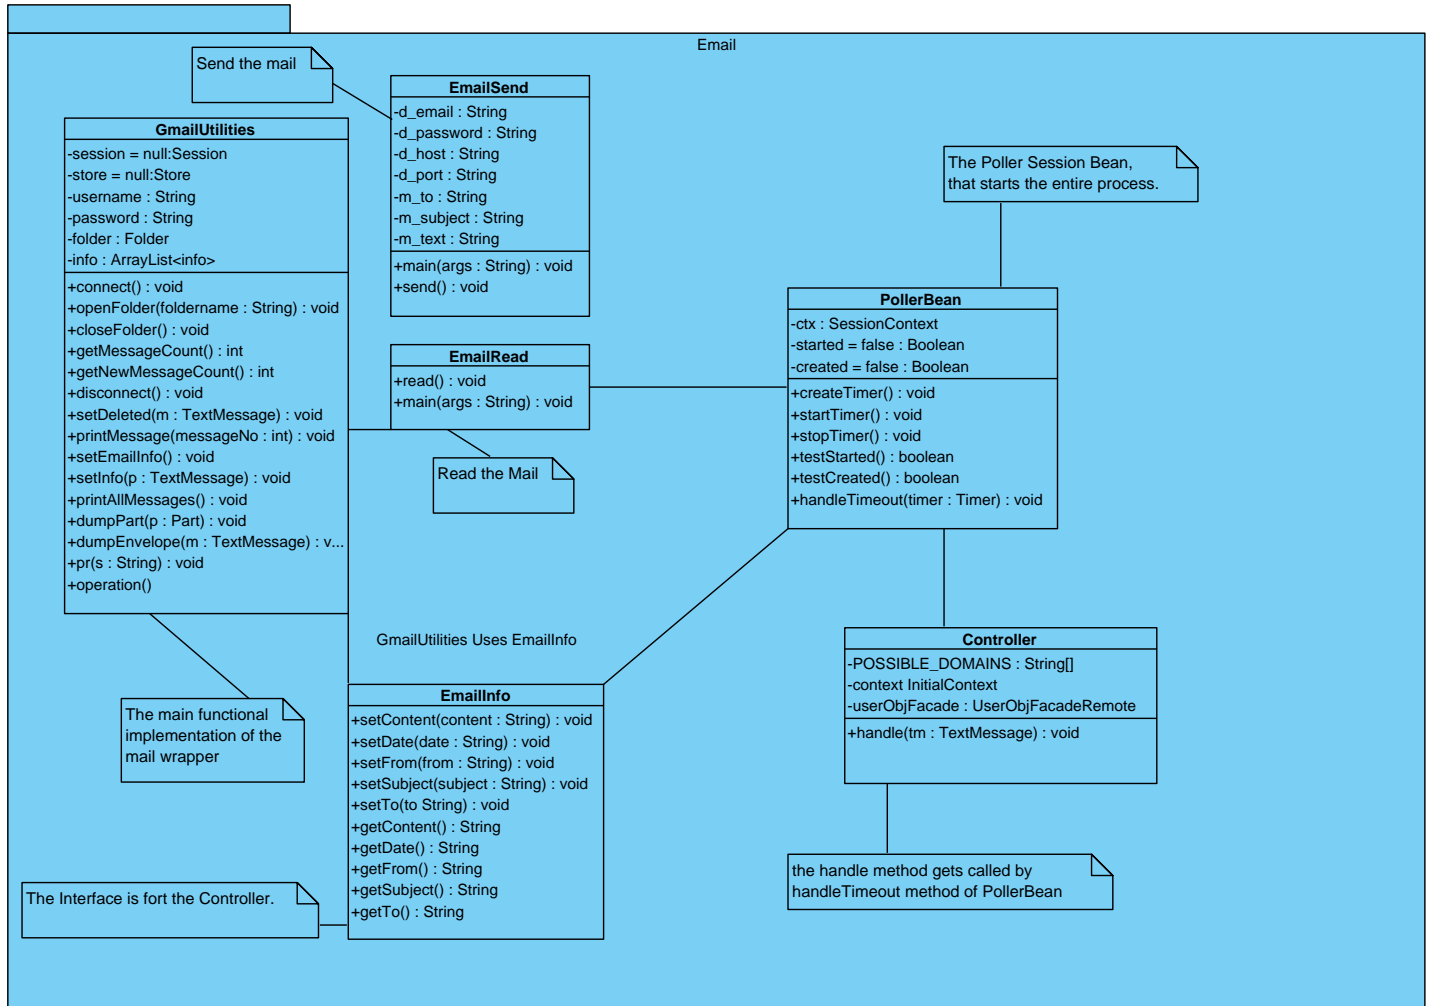 Email
Send the mail
EmailSend
-d_email : String
-d_password : String
-d_host : String
-d_port : String
-m_to : String
-m_subject : String
-m_text : String
+main(args : String) : void
+send() : void
GmailUtilities
-session = null:Session
-store = null:Store
-username : String
-password : String
-folder : Folder
-info : ArrayList<info>
+connect() : void
+openFolder(foldername : String) : void
+closeFolder() : void
+getMessageCount() : int
+getNewMessageCount() : int
+disconnect() : void
+setDeleted(m : TextMessage) : void
+printMessage(messageNo : int) : void
+setEmailInfo() : void
+setInfo(p : TextMessage) : void
+printAllMessages() : void
+dumpPart(p : Part) : void
+dumpEnvelope(m : TextMessage) : v...
+pr(s : String) : void
+operation()
The Poller Session Bean,
that starts the entire process.
PollerBean
-ctx : SessionContext
-started = false : Boolean
-created = false : Boolean
+createTimer() : void
+startTimer() : void
+stopTimer() : void
+testStarted() : boolean
+testCreated() : boolean
+handleTimeout(timer : Timer) : void
EmailRead
+read() : void
+main(args : String) : void
Read the Mail
GmailUtilities Uses EmailInfo
Controller
-POSSIBLE_DOMAINS : String[]
-context InitialContext
-userObjFacade : UserObjFacadeRemote
+handle(tm : TextMessage) : void
The main functional
implementation of the
mail wrapper
EmailInfo
+setContent(content : String) : void
+setDate(date : String) : void
+setFrom(from : String) : void
+setSubject(subject : String) : void
+setTo(to String) : void
+getContent() : String
+getDate() : String
+getFrom() : String
+getSubject() : String
+getTo() : String
the handle method gets called by
handleTimeout method of PollerBean
The Interface is fort the Controller.